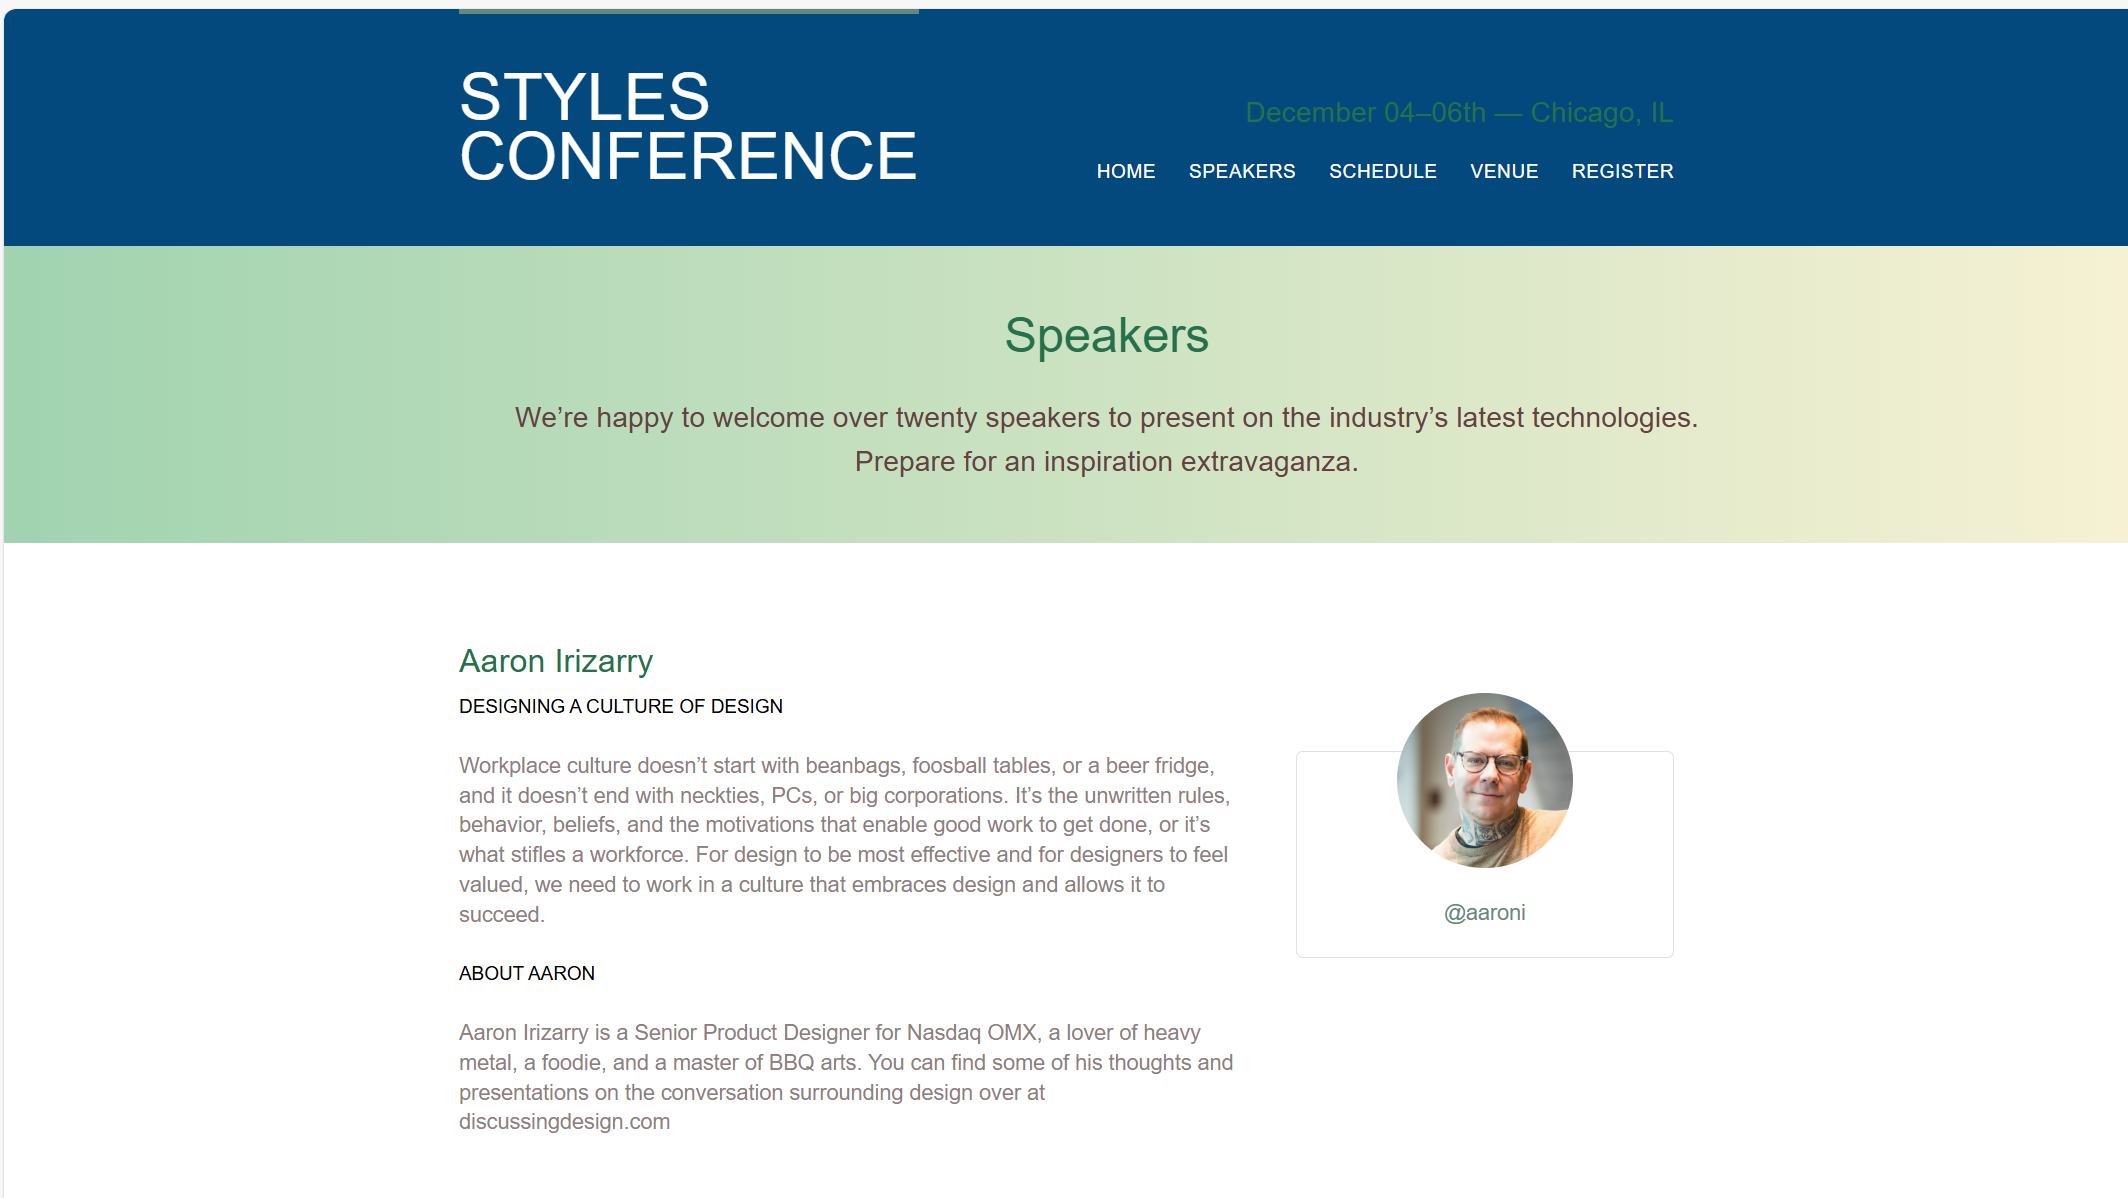 STYLES
CONFERENCE
December 04–06th — Chicago, IL
HOME SPEAKERS SCHEDULE VENUE REGISTER
Speakers
We’re happy to welcome over twenty speakers to present on the industry’s latest technologies.
Prepare for an inspiration extravaganza.
Aaron Irizarry
DESIGNING A CULTURE OF DESIGN
Workplace culture doesn’t start with beanbags, foosball tables, or a beer fridge,
and it doesn’t end with neckties, PCs, or big corporations. It’s the unwritten rules,
behavior, beliefs, and the motivations that enable good work to get done, or it’s
what stifles a workforce. For design to be most effective and for designers to feel
valued, we need to work in a culture that embraces design and allows it to
succeed.
ABOUT AARON
Aaron Irizarry is a Senior Product Designer for Nasdaq OMX, a lover of heavy
metal, a foodie, and a master of BBQ arts. You can find some of his thoughts and
presentations on the conversation surrounding design over at
discussingdesign.com
@aaroni